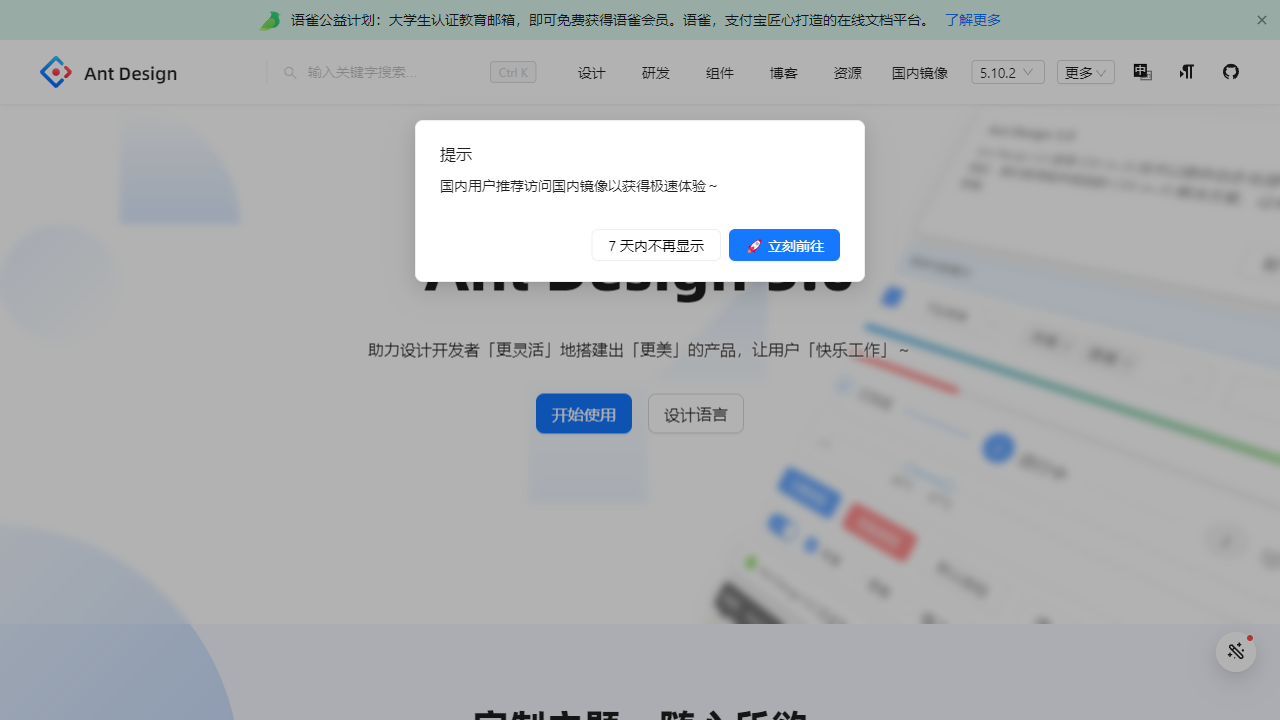 语雀公益计划：大学生认证教育邮箱，即可免费获得语雀会员。语雀，支付宝匠心打造的在线文档平台。 了解更多
Ant Design
输入关键字搜索...
Ctrl K
设计
研发
组件
博客
资源
国内镜像
5.10.2
更多
提示
国内用户推荐访问国内镜像以获得极速体验～
7 天内不再显示
🚀 立刻前往
Ant Design 5.0
助力设计开发者「更灵活」地搭建出「更美」的产品，让用户「快乐工作」～
开始使用
设计语言
定制主题，随心所欲